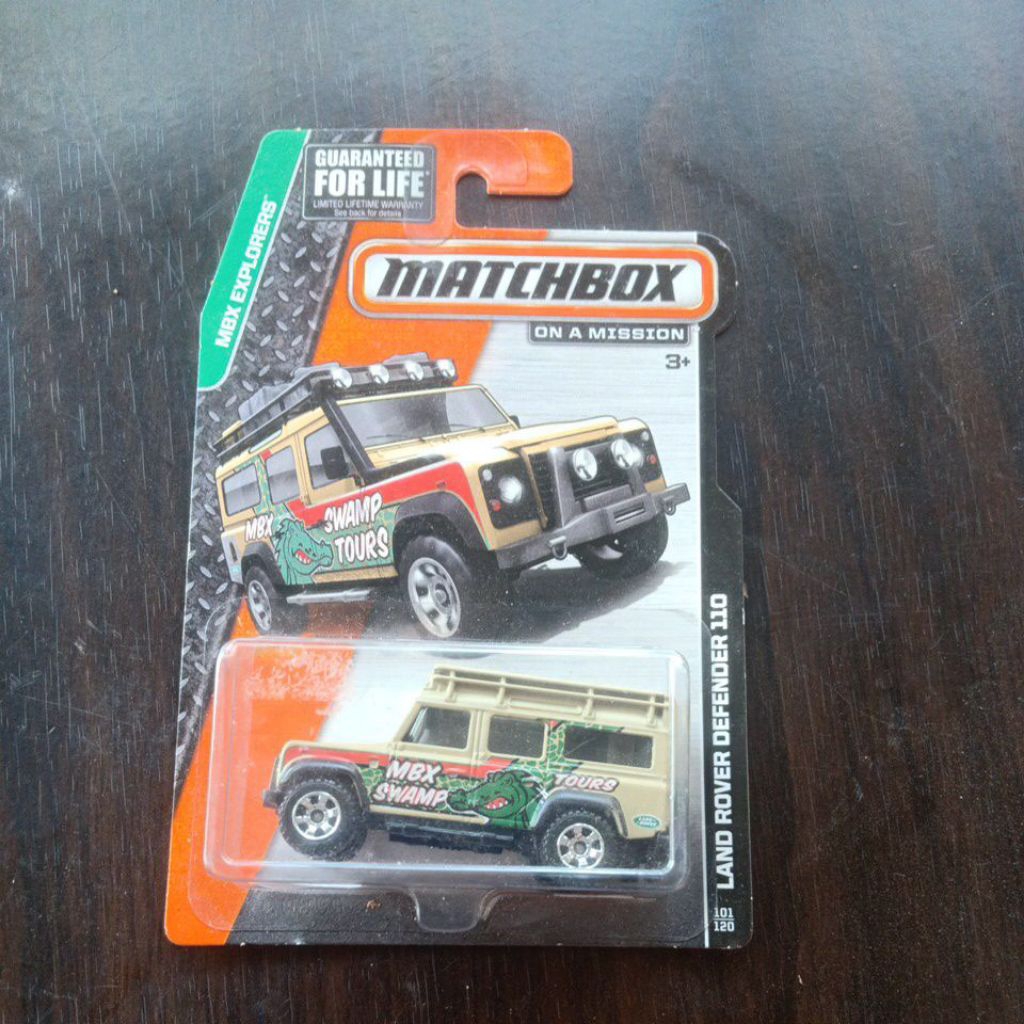 GUARANTEED
FOR LIFE
LIMITED LIFETIME WARRANTY
See back for details
MBX EXPLORERS™
MATCHBOX
ON A MISSION
3+
MBX SWAMP
TOURS
MBX TOURS
SWAMP
LAND ROVER DEFENDER 110
101
120